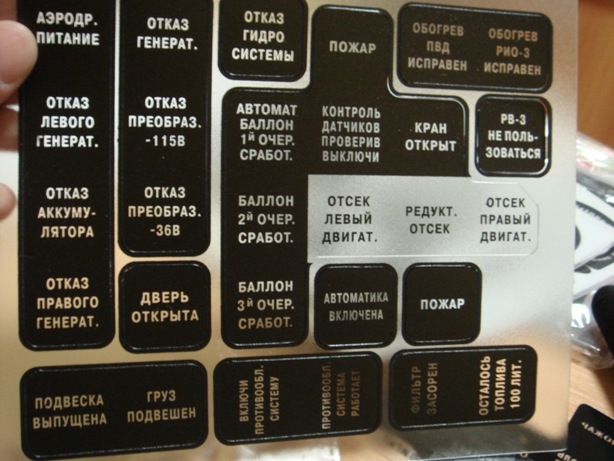 АЭРОДР.
ПИТАНИЕ
ОТКАЗ
ГЕНЕРАТ.
ОТКАЗ
ГИДРО
СИСТЕМЫ
ПОЖАР
ОБОГРЕВ
ПВД
ИСПРАВЕН
ОБОГРЕВ
РИО-3
ИСПРАВЕН
ОТКАЗ
ЛЕВОГО
ГЕНЕРАТ.
ОТКАЗ
ПРЕОБРАЗ.
-115В
АВТОМАТ
БАЛЛОН
1й ОЧЕР.
СРАБОТ.
КОНТРОЛЬ
ДАТЧИКОВ
ПРОВЕРИВ
ВЫКЛЮЧИ
КРАН
ОТКРЫТ
РВ-3
НЕ ПОЛЬ-
ЗОВАТЬСЯ
ОТКАЗ
АККУМУ-
ЛЯТОРА
ОТКАЗ
ПРЕОБРАЗ.
-36В
БАЛЛОН
2й ОЧЕР.
СРАБОТ.
ОТСЕК
ЛЕВЫЙ
ДВИГАТ.
РЕДУКТ.
ОТСЕК
ОТСЕК
ПРАВЫЙ
ДВИГАТ.
ОТКАЗ
ПРАВОГО
ГЕНЕРАТ.
ДВЕРЬ
ОТКРЫТА
БАЛЛОН
3й ОЧЕР.
СРАБОТ.
АВТОМАТИКА
ВКЛЮЧЕНА
ПОЖАР
ПОДВЕСКА
ВЫПУЩЕНА
ГРУЗ
ПОДВЕШЕН
ВКЛЮЧИ
ПРОТИВООБЛ.
СИСТЕМУ
ПРОТИВООБЛ.
СИСТЕМА
РАБОТАЕТ
ФИЛЬТР
ЗАСОРЕН
ОСТАЛОСЬ
ТОПЛИВА
100 ЛИТ.